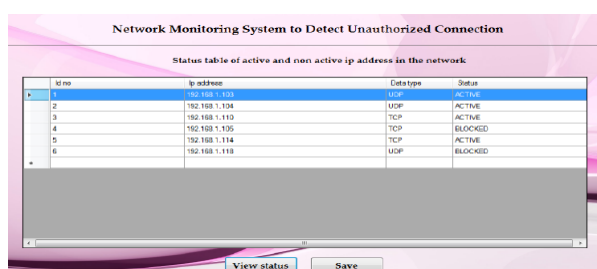 Network Monitoring System to Detect Unauthorized Connection
Status table of active and non active ip address in the network
Id no Ip address Data type Status
1 192.168.1.103 UDP ACTIVE
2 192.168.1.104 UDP ACTIVE
3 192.168.1.110 TCP ACTIVE
4 192.168.1.105 TCP BLOCKED
5 192.168.1.114 TCP ACTIVE
6 192.168.1.118 UDP BLOCKED
View status Save